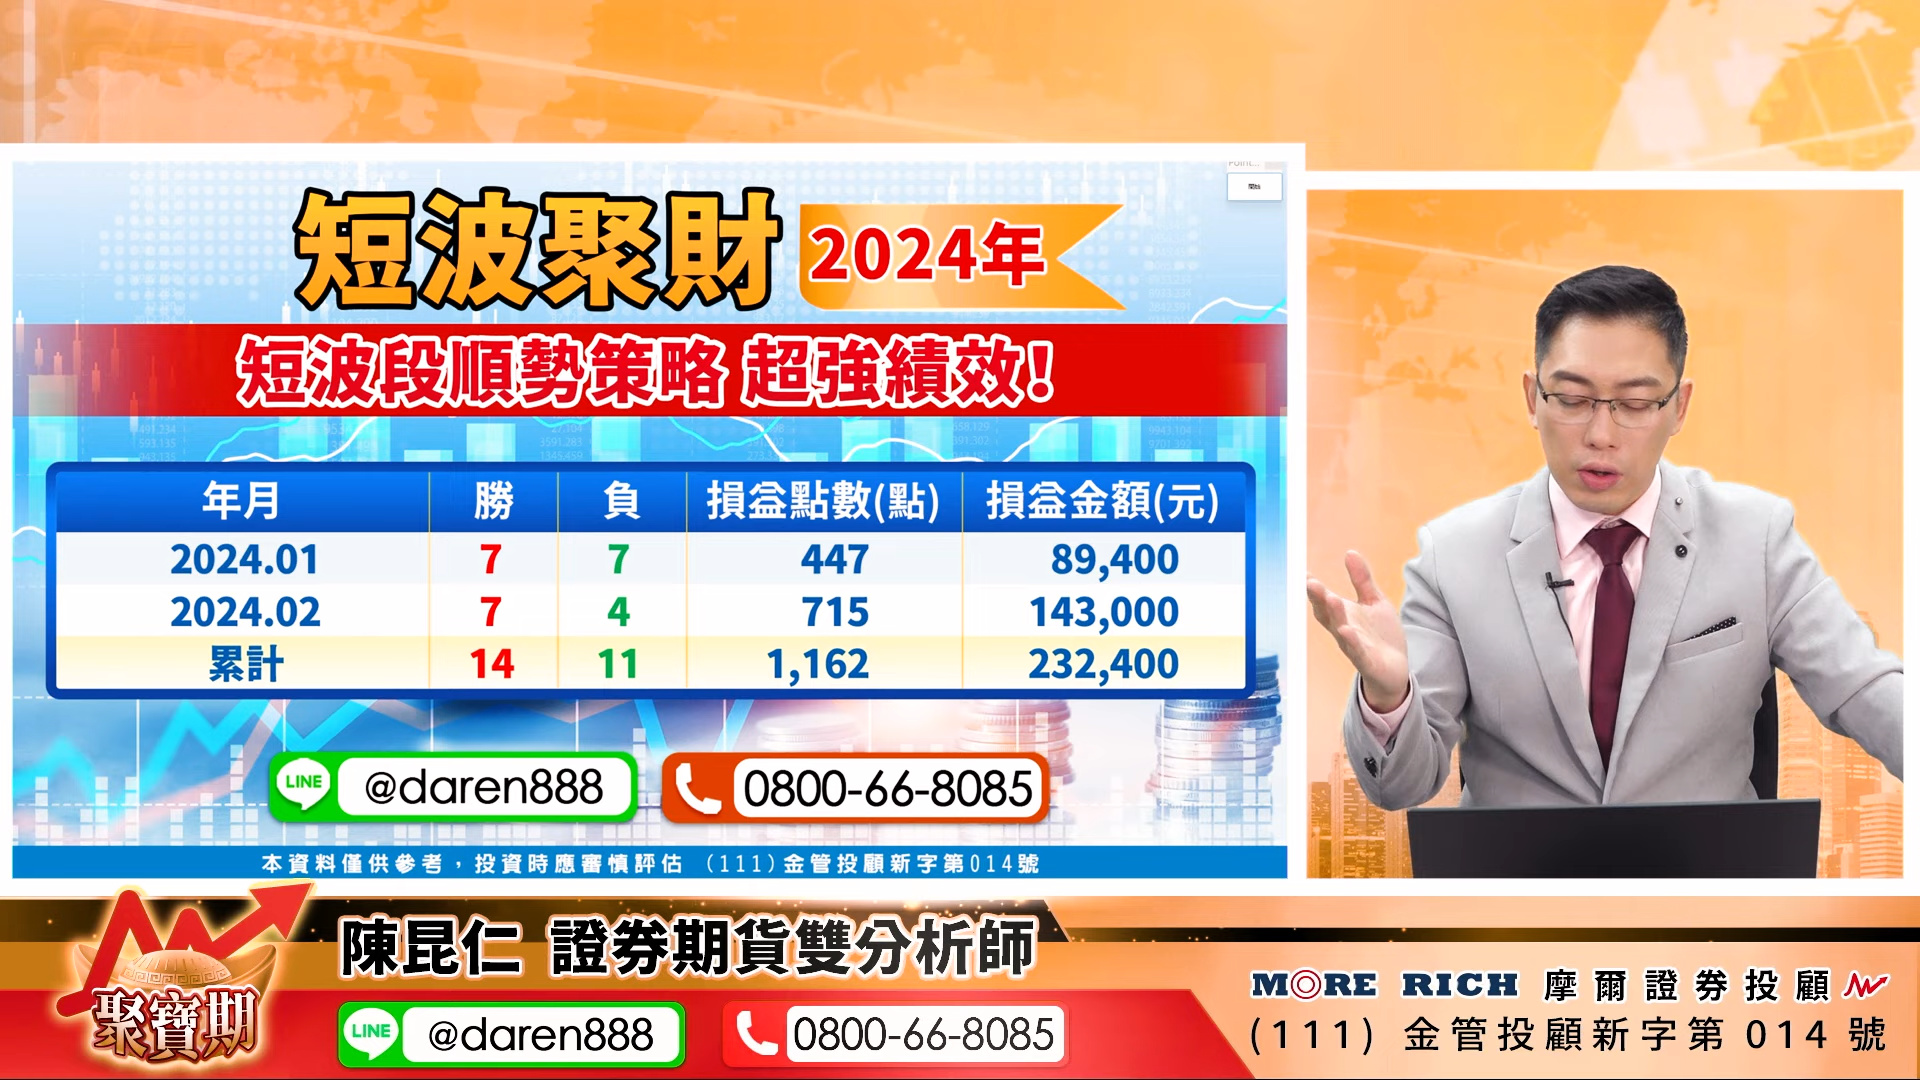 短波聚財 2024年
短波段順勢策略 超強績效!
年月 勝 負 損益點數(點) 損益金額(元)
2024.01 7 7 447 89,400
2024.02 7 4 715 143,000
累計 14 11 1,162 232,400
LINE @daren888 0800-66-8085
本資料僅供參考，投資時應審慎評估 (111)金管投顧新字第014號
聚寶期
陳昆仁 證券期貨雙分析師
LINE @daren888 0800-66-8085
MORE RICH 摩爾證券投顧
(111) 金管投顧新字第 014 號